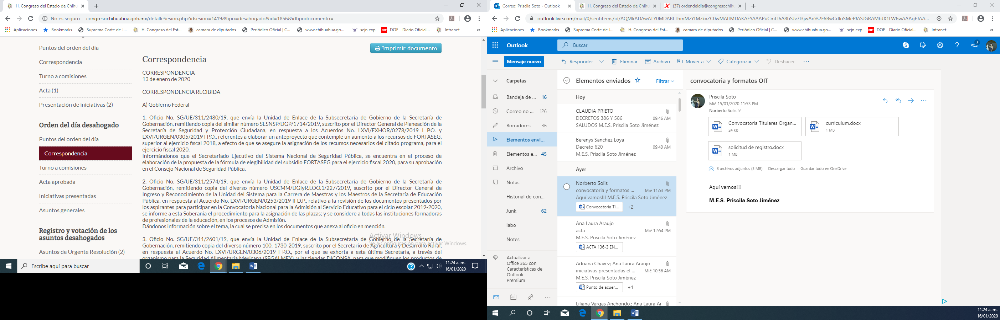 H. Congreso del Estado de Chihu
No es seguro
congresochihuahua.gob.mx/detalleSesion.php?idsesion=1419&tipo=desahogado&id=1856&idtipodocumento=
Aplicaciones
Bookmarks
Suprema Corte de J...
H. Congreso del Est...
camara de diputados
Periódico Oficial | C...
www.chihuahua.go...
scjn exp
DOF - Diario Oficial...
Intranet
»
Puntos del orden del día
Correspondencia
Turno a comisiones
Acta (1)
Presentación de iniciativas (2)
Orden del día desahogado
Puntos del orden del día
Correspondencia
Turno a comisiones
Acta aprobada
Iniciativas presentadas
Asuntos generales
Registro y votación de los
asuntos desahogados
Asuntos de Urgente Resolución (2)
Imprimir documento
Correspondencia
CORRESPONDENCIA
13 de enero de 2020
CORRESPONDENCIA RECIBIDA
A) Gobierno Federal
1. Oficio No. SG/UE/311/2480/19, que envía la Unidad de Enlace de la Subsecretaría de Gobierno de la Secretaría de
Gobernación, remitiendo copia del similar número SESNSP/DGP/1714/2019, suscrito por el Director General de Planeación de la
Secretaría de Seguridad y Protección Ciudadana, en respuesta a los Acuerdos No. LXVI/EXHOR/0278/2019 I P.O. y
LXVI/URGEN/0305/2019 I P.O., referentes a elaborar un anteproyecto que contemple un aumento a los recursos de FORTASEG,
superior al ejercicio fiscal 2018, a efecto de que se asegure la asignación de los recursos necesarios del citado programa, para el
ejercicio fiscal 2020.
Informándonos que el Secretariado Ejecutivo del Sistema Nacional de Seguridad Pública, se encuentra en el proceso de
elaboración de la propuesta de la fórmula de elegibilidad del subsidio FORTASEG para el ejercicio fiscal 2020, para su aprobación
en el Consejo Nacional de Seguridad Pública.
2. Oficio No. SG/UE/311/2574/19, que envía la Unidad de Enlace de la Subsecretaría de Gobierno de la Secretaría de
Gobernación, remitiendo copia del diverso número USCMM/DGIyR.LOO.1/227/2019, suscrito por el Director General de
Ingreso y Reconocimiento de la Unidad del Sistema para la Carrera de Maestras y los Maestros de la Secretaría de Educación
Pública, en respuesta al Acuerdo No. LXVI/URGEN/0253/2019 II D.P., relativo a la revisión de los documentos presentados por
los aspirantes para participar en la Convocatoria Nacional para la Admisión al Servicio Educativo para el ciclo escolar 2019-2020,
se informe a esta Soberanía el procedimiento para la asignación de las plazas; y se considere a todas las instituciones formadoras
de profesionales de la educación, en los procesos de Admisión.
Dándonos información sobre el tema, la cual se precisa en los documentos que anexa al oficio en mención.
3. Oficio No. SG/UE/311/2601/19, que envía la Unidad de Enlace de la Subsecretaría de Gobierno de la Secretaría de
Gobernación, remitiendo copia del diverso número 100.-1730-2019, suscrito por el Secretario de Agricultura y Desarrollo Rural,
en respuesta al Acuerdo No. LXVI/URGEN/0306/2019 I P.O., por el que se exhorta a esta última Secretaría, a través del
organismo para la Seguridad Alimentaria Mexicana (SEGALMEX), y las tiendas DICONSA, para que modifiquen los productos de
Activar Windows
Ve a Configuración para activar Windows.
Escribe aquí para buscar
11:24 a. m.
16/01/2020
Correo: Priscila Soto - Outlook
H. Congreso del Estado de Chihu
(37) ordendeldia@congresochihu
outlook.live.com/mail/0/sentitems/id/AQMkADAwATY0MDABLThmMzYtMzkxZC0wMAItMDAKAEYAAAPuCmLI6A8bSJv7I3jwAn%2F6BwCdIoSMePJASJGRAMbJX1LW6wAAAgEJAA...
Aplicaciones
Bookmarks
Suprema Corte de J...
H. Congreso del Est...
camara de diputados
Periódico Oficial | C...
www.chihuahua.go...
scjn exp
DOF - Diario Oficial...
Intranet
»
Outlook
Buscar
3
Mensaje nuevo
Responder
Eliminar
Archivo
Mover a
Categorizar
Deshacer
Carpetas
Bandeja de ... 16
Correo no ... 126
Borradores 36
Elementos envi...
Elementos e... 45
Archivo
Notas
Historial de con...
Junk 62
labo
Notes
Actualizar a
Office 365 con
Características de
Outlook
Premium
Elementos enviados
Filtrar
Hoy
CLAUDIA PRIETO
DECRETOS 386 Y 586 09:46 AM
SALUDOS M.E.S. Priscila Soto Jiménez
Berenys Sanchez Loya
Decreto 620 09:40 AM
M.E.S. Priscila Soto Jiménez
Ayer
Norberto Solis
convocatoria y formatos ... Mié 11:53 PM
Aquí vamos!!! M.E.S. Priscila Soto Jiménez
Convocatoria Ti... +2
Ana Laura Araujo
acta Mié 12:54 PM
M.E.S. Priscila Soto Jiménez
ACTA 136-3 EN...
Adriana Chavez; Ana Laura Araujo
iniciativas presentadas el ... Mié 10:56 AM
M.E.S. Priscila Soto Jiménez
Punto de acuer... +1
Liliana Vargas Anchondo.; Ana Laura Ar
convocatoria y formatos OIT
Priscila Soto
Mié 15/01/2020 11:53 PM
Norberto Solis
Convocatoria Titulares Organ...
24 KB
curriculum.docx
1 MB
solicitud de registro.docx
1 MB
3 archivos adjuntos (3 MB) Descargar todo Guardar todo en OneDrive
Aquí vamos!!!
M.E.S. Priscila Soto Jiménez
11:24 a. m.
16/01/2020